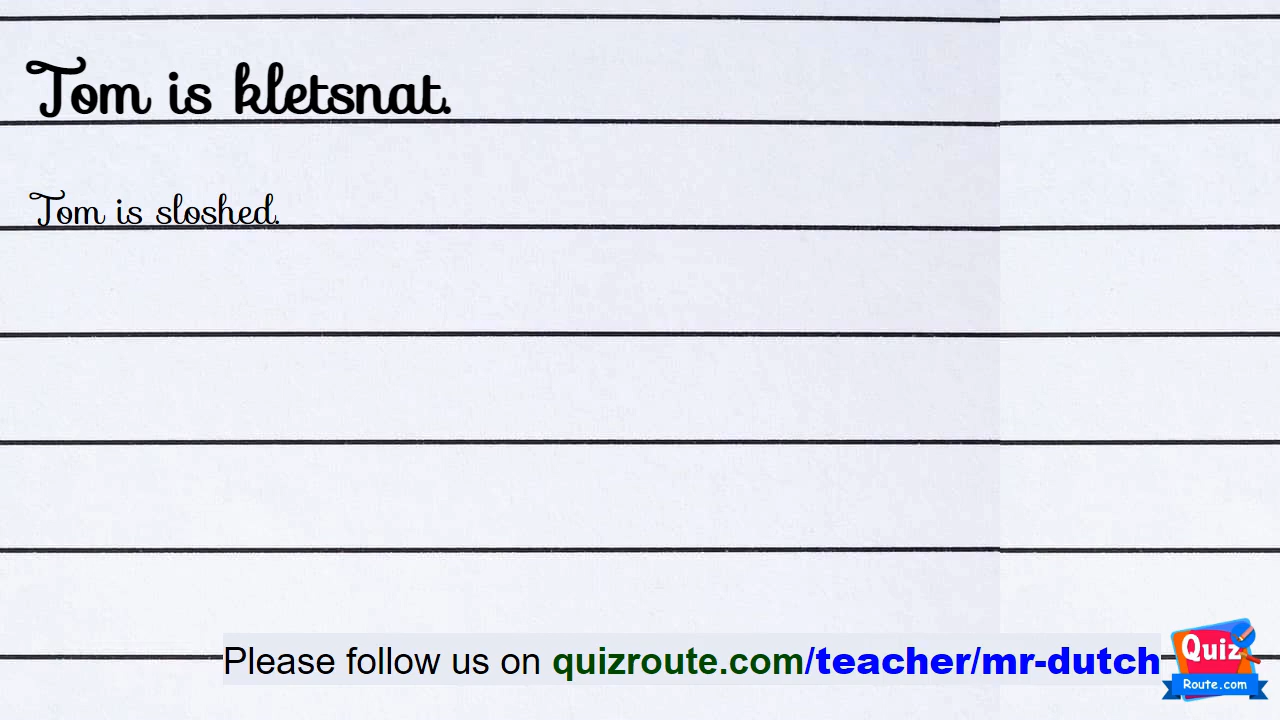 Tom is kletsnat.
Tom is sloshed.
Please follow us on quizroute.com/teacher/mr-dutch
Quiz
Route.com